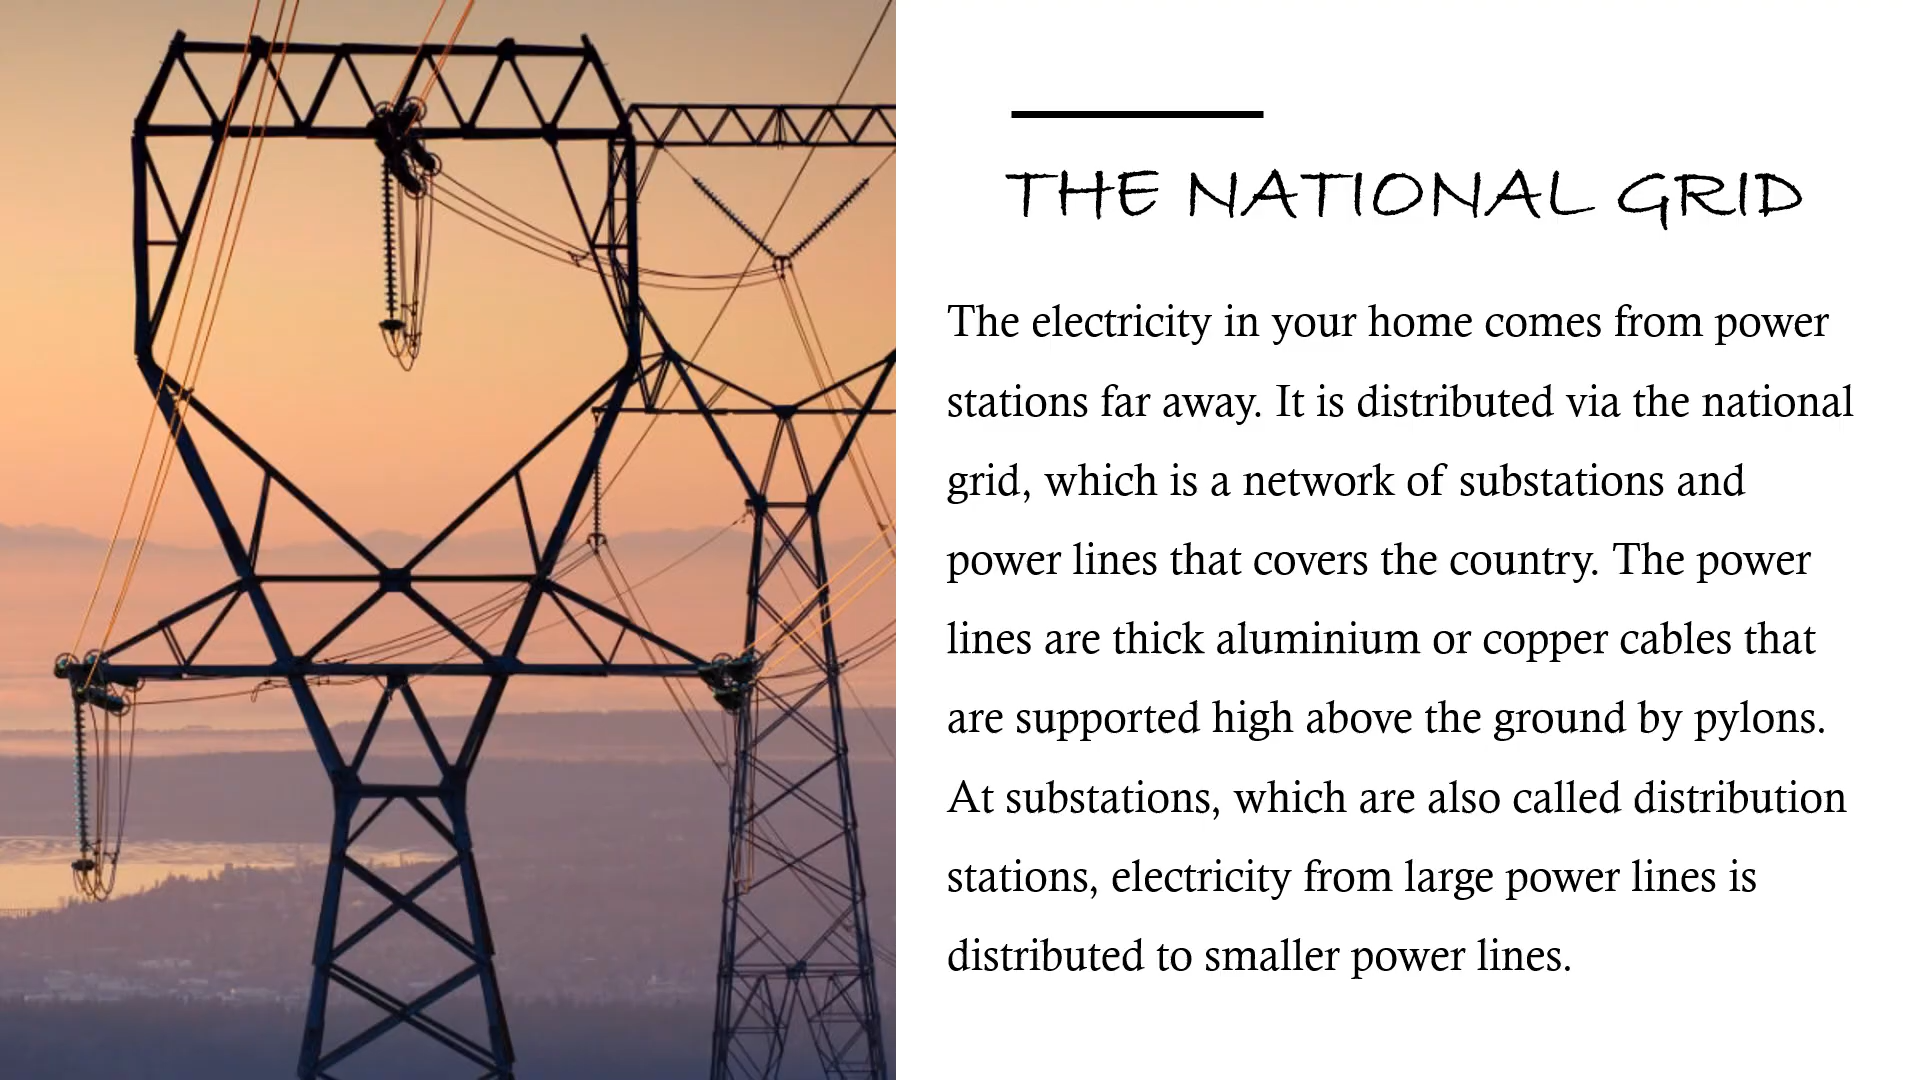 THE NATIONAL GRID
The electricity in your home comes from power
stations far away. It is distributed via the national
grid, which is a network of substations and
power lines that covers the country. The power
lines are thick aluminium or copper cables that
are supported high above the ground by pylons.
At substations, which are also called distribution
stations, electricity from large power lines is
distributed to smaller power lines.